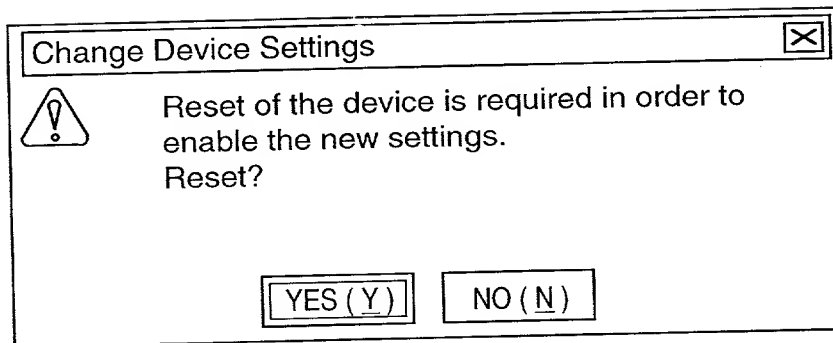 Change Device Settings
Reset of the device is required in order to
enable the new settings.
Reset?
YES ( Y )
NO ( N )